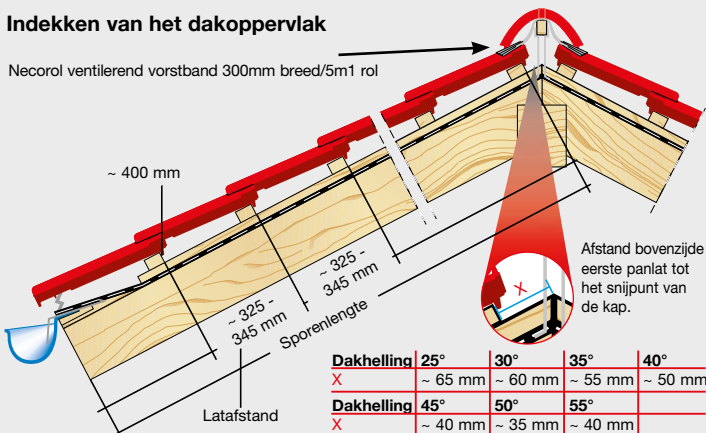 Indekken van het dakoppervlak
Necorol ventilerend vorstband 300mm breed/5m1 rol
~ 400 mm
~ 325 -
345 mm
~ 325 -
345 mm
Sporenlengte
Latafstand
X
Afstand bovenzijde
eerste panlat tot
het snijpunt van
de kap.
Dakhelling 25° 30° 35° 40°
X ~ 65 mm ~ 60 mm ~ 55 mm ~ 50 mm
Dakhelling 45° 50° 55°
X ~ 40 mm ~ 35 mm ~ 40 mm